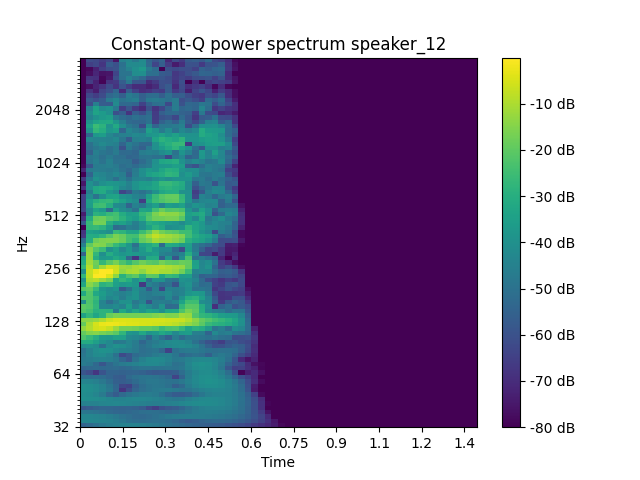 Constant-Q power spectrum speaker_12
Hz
2048
1024
512
256
128
64
32
0 0.15 0.3 0.45 0.6 0.75 0.9 1.1 1.2 1.4
Time
-10 dB
-20 dB
-30 dB
-40 dB
-50 dB
-60 dB
-70 dB
-80 dB